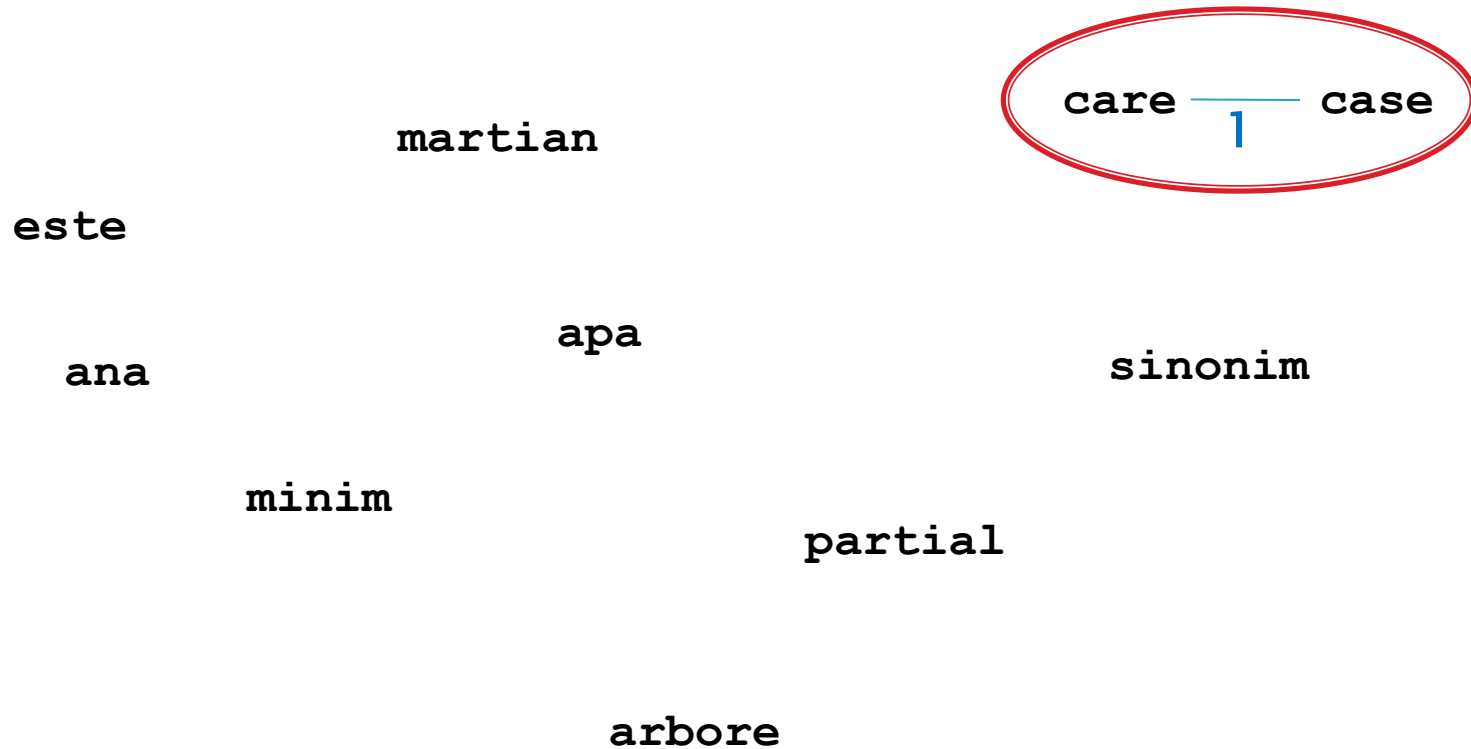 care case
1
martian
este
apa
sinonim
ana
minim
partial
arbore